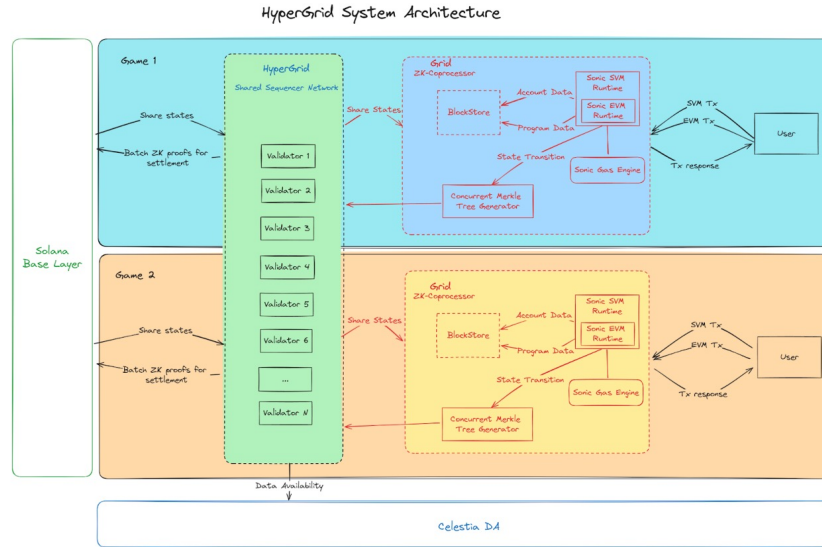 HyperGrid System Architecture
Solana
Base Layer
Game 1
Share states
Batch ZK proofs for
settlement
HyperGrid
Shared Sequencer Network
Validator 1
Validator 2
Validator 3
Validator 4
Validator 5
Validator 6
...
Validator N
Share States
Grid
ZK-Coprocessor
BlockStore
Account Data
Program Data
Sonic SVM
Runtime
Sonic EVM
Runtime
State Transition
Sonic Gas Engine
Concurrent Merkle
Tree Generator
SVM Tx
EVM Tx
Tx response
User
Game 2
Share states
Batch ZK proofs for
settlement
Share States
Grid
ZK-Coprocessor
BlockStore
Account Data
Program Data
Sonic SVM
Runtime
Sonic EVM
Runtime
State Transition
Sonic Gas Engine
Concurrent Merkle
Tree Generator
SVM Tx
EVM Tx
Tx response
User
Data Availability
Celestia DA